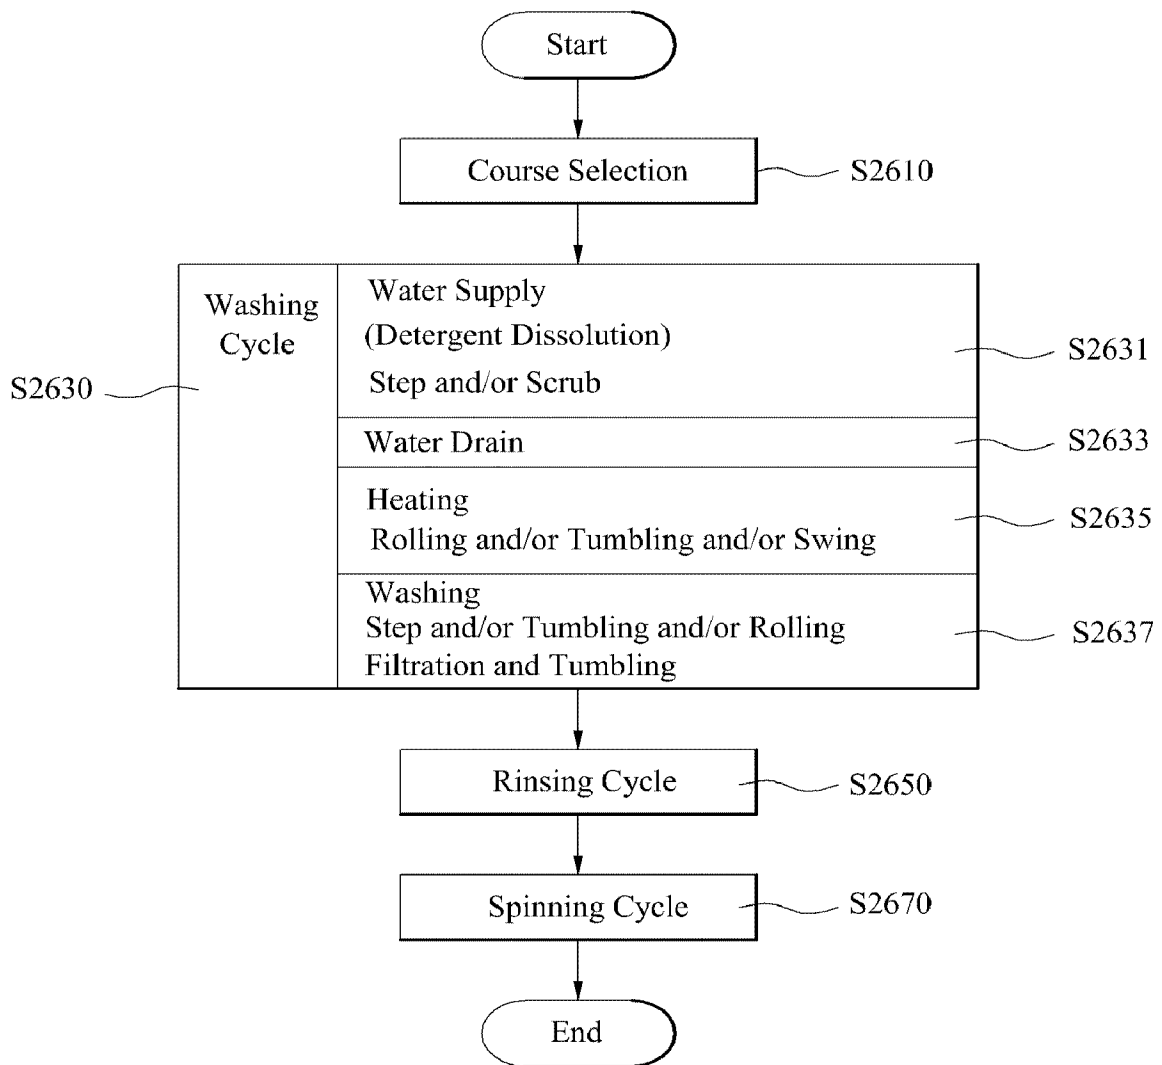 Start
Course Selection
S2610
Washing
Cycle
S2630
Water Supply
(Detergent Dissolution)
Step and/or Scrub
S2631
Water Drain
S2633
Heating
Rolling and/or Tumbling and/or Swing
S2635
Washing
Step and/or Tumbling and/or Rolling
Filtration and Tumbling
S2637
Rinsing Cycle
S2650
Spinning Cycle
S2670
End